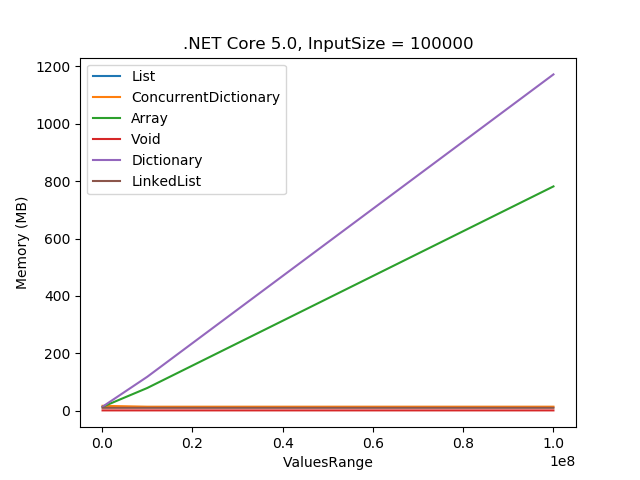 .NET Core 5.0, InputSize = 100000
1200
1000
800
600
400
200
0
Memory (MB)
List
ConcurrentDictionary
Array
Void
Dictionary
LinkedList
0.0 0.2 0.4 0.6 0.8 1.0
1e8
ValuesRange